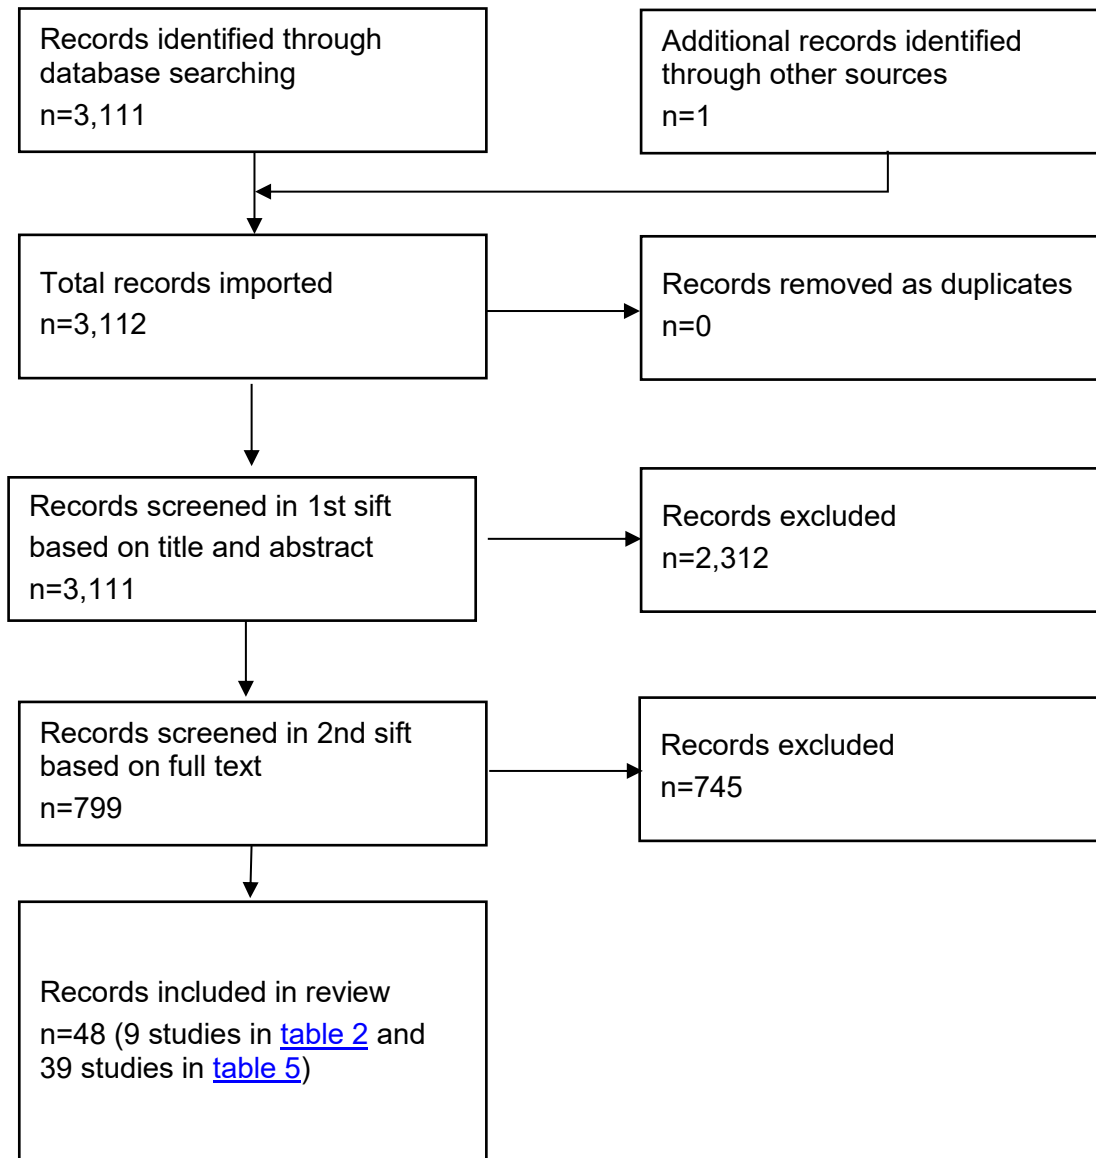 Records identified through
database searching
n=3,111
Additional records identified
through other sources
n=1
Total records imported
n=3,112
Records removed as duplicates
n=0
Records screened in 1st sift
based on title and abstract
n=3,111
Records excluded
n=2,312
Records screened in 2nd sift
based on full text
n=799
Records excluded
n=745
Records included in review
n=48 (9 studies in table 2 and
39 studies in table 5)